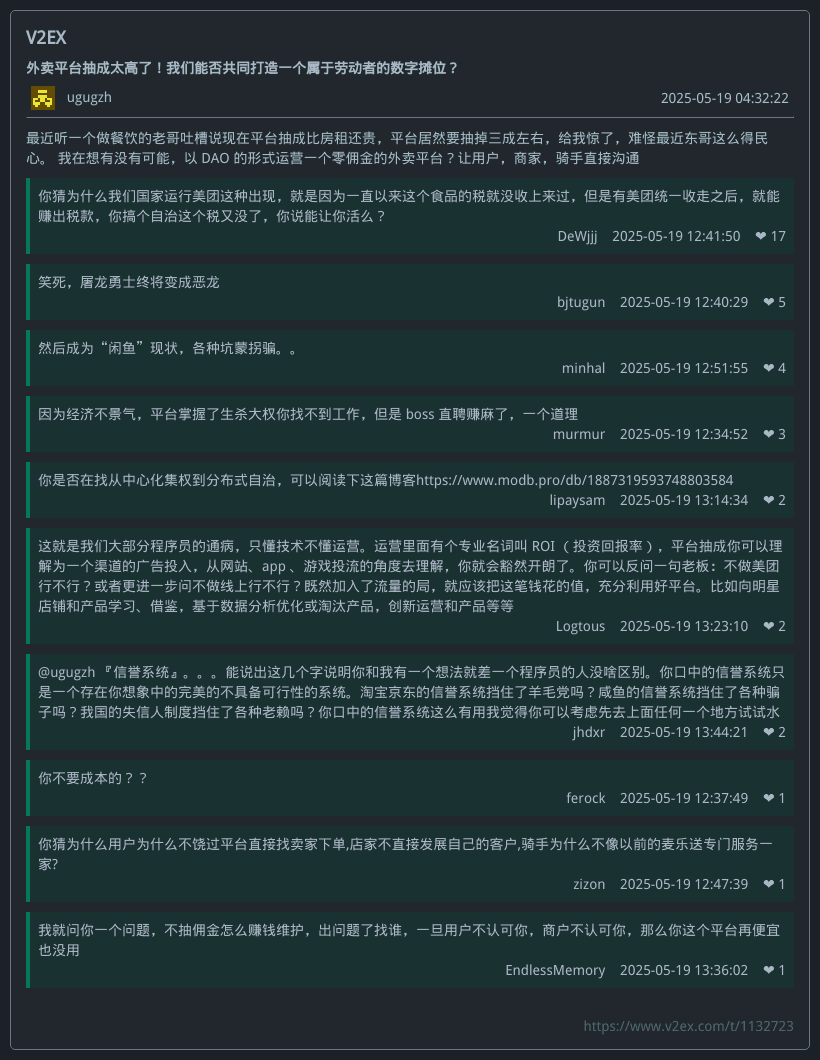 V2EX
外卖平台抽成太高了！我们能否共同打造一个属于劳动者的数字摊位？
ugugzh 2025-05-19 04:32:22
最近听一个做餐饮的老哥吐槽说现在平台抽成比房租还贵，平台居然要抽掉三成左右，给我惊了，难怪最近东哥这么得民
心。 我在想有没有可能，以 DAO 的形式运营一个零佣金的外卖平台？让用户，商家，骑手直接沟通
你猜为什么我们国家运行美团这种出现，就是因为一直以来这个食品的税就没收上来过，但是有美团统一收走之后，就能
赚出税款，你搞个自治这个税又没了，你说能让你活么？
DeWjjj 2025-05-19 12:41:50 ❤ 17
笑死，屠龙勇士终将变成恶龙
bjtugun 2025-05-19 12:40:29 ❤ 5
然后成为“闲鱼”现状，各种坑蒙拐骗。。
minhal 2025-05-19 12:51:55 ❤ 4
因为经济不景气，平台掌握了生杀大权你找不到工作，但是 boss 直聘赚麻了，一个道理
murmur 2025-05-19 12:34:52 ❤ 3
你是否在找从中心化集权到分布式自治，可以阅读下这篇博客https://www.modb.pro/db/1887319593748803584
lipaysam 2025-05-19 13:14:34 ❤ 2
这就是我们大部分程序员的通病，只懂技术不懂运营。运营里面有个专业名词叫 ROI （投资回报率），平台抽成你可以理
解为一个渠道的广告投入，从网站、app 、游戏投流的角度去理解，你就会豁然开朗了。你可以反问一句老板：不做美团
行不行？或者更进一步问不做线上行不行？既然加入了流量的局，就应该把这笔钱花的值，充分利用好平台。比如向明星
店铺和产品学习、借鉴，基于数据分析优化或淘汰产品，创新运营和产品等等
Logtous 2025-05-19 13:23:10 ❤ 2
@ugugzh 『信誉系统』。。。能说出这几个字说明你和我有一个想法就差一个程序员的人没啥区别。你口中的信誉系统只
是一个存在你想象中的完美的不具备可行性的系统。淘宝京东的信誉系统挡住了羊毛党吗？咸鱼的信誉系统挡住了各种骗
子吗？我国的失信人制度挡住了各种老赖吗？你口中的信誉系统这么有用我觉得你可以考虑先去上面任何一个地方试试水
jhdxr 2025-05-19 13:44:21 ❤ 2
你不要成本的？？
ferock 2025-05-19 12:37:49 ❤ 1
你猜为什么用户为什么不饶过平台直接找卖家下单,店家不直接发展自己的客户,骑手为什么不像以前的麦乐送专门服务一
家?
zizon 2025-05-19 12:47:39 ❤ 1
我就问你一个问题，不抽佣金怎么赚钱维护，出问题了找谁，一旦用户不认可你，商户不认可你，那么你这个平台再便宜
也没用
EndlessMemory 2025-05-19 13:36:02 ❤ 1
https://www.v2ex.com/t/1132723